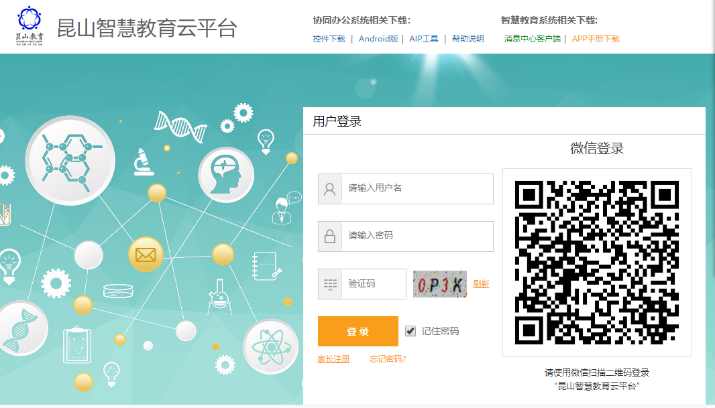 昆山教育
昆山智慧教育云平台
协同办公系统相关下载:
控件下载 | Android版 | AIP工具 | 帮助说明
智慧教育系统相关下载:
消息中心客户端 | APP手册下载
用户登录
微信登录
请输入用户名
请输入密码
验证码
0P3K
刷新
登录
记住密码
家长注册
忘记密码?
请使用微信扫描二维码登录
“昆山智慧教育云平台”